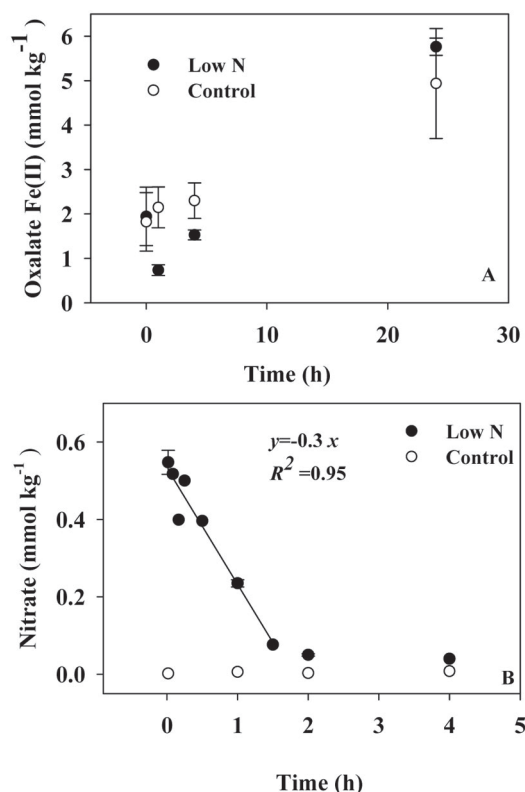 6
5
4
3
2
1
0
Oxalate Fe(II) (mmol kg⁻¹)
Low N
Control
A
0 10 20 30
Time (h)
y=-0.3 x
R² =0.95
Low N
Control
0.6
0.4
0.2
0.0
Nitrate (mmol kg⁻¹)
B
0 1 2 3 4 5
Time (h)